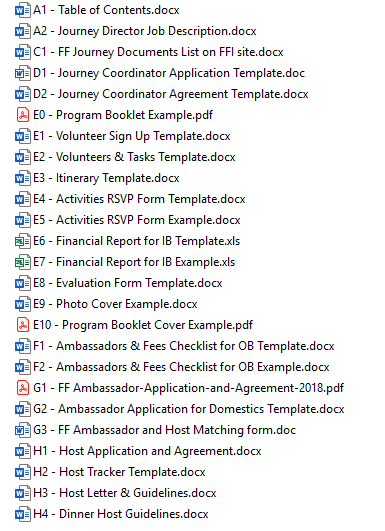 A1 - Table of Contents.docx
A2 - Journey Director Job Description.docx
C1 - FF Journey Documents List on FFI site.docx
D1 - Journey Coordinator Application Template.doc
D2 - Journey Coordinator Agreement Template.docx
E0 - Program Booklet Example.pdf
E1 - Volunteer Sign Up Template.docx
E2 - Volunteers & Tasks Template.docx
E3 - Itinerary Template.docx
E4 - Activities RSVP Form Template.docx
E5 - Activities RSVP Form Example.docx
E6 - Financial Report for IB Template.xls
E7 - Financial Report for IB Example.xls
E8 - Evaluation Form Template.docx
E9 - Photo Cover Example.docx
E10 - Program Booklet Cover Example.pdf
F1 - Ambassadors & Fees Checklist for OB Template.docx
F2 - Ambassadors & Fees Checklist for OB Example.docx
G1 - FF Ambassador-Application-and-Agreement-2018.pdf
G2 - Ambassador Application for Domestics Template.docx
G3 - FF Ambassador and Host Matching form.doc
H1 - Host Application and Agreement.docx
H2 - Host Tracker Template.docx
H3 - Host Letter & Guidelines.docx
H4 - Dinner Host Guidelines.docx